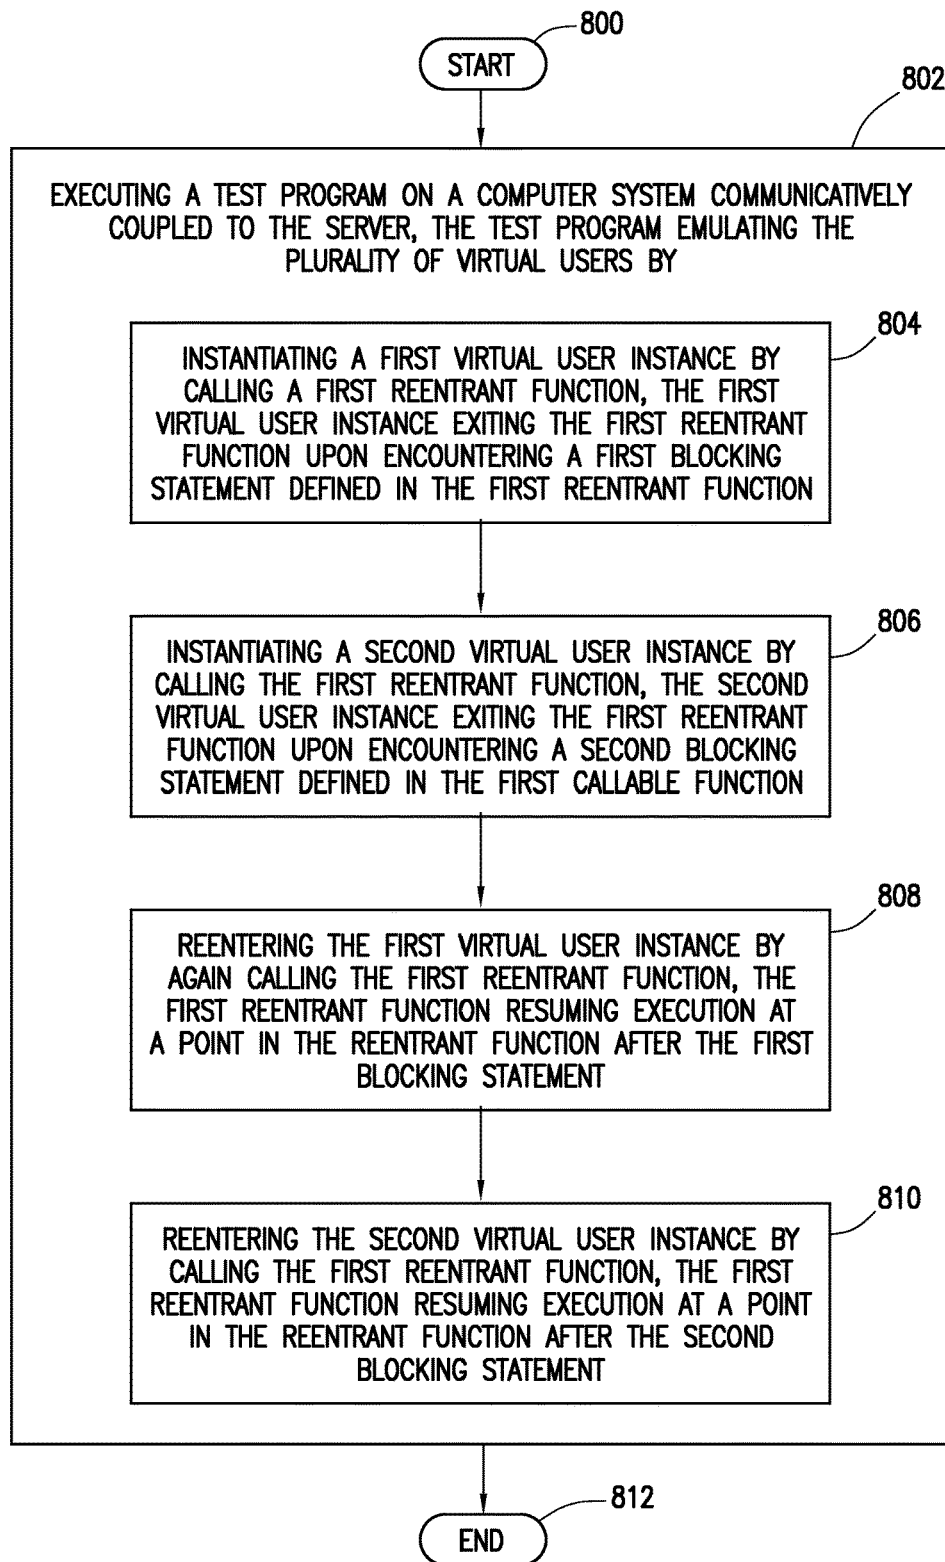 800
START
802
EXECUTING A TEST PROGRAM ON A COMPUTER SYSTEM COMMUNICATIVELY
COUPLED TO THE SERVER, THE TEST PROGRAM EMULATING THE
PLURALITY OF VIRTUAL USERS BY
804
INSTANTIATING A FIRST VIRTUAL USER INSTANCE BY
CALLING A FIRST REENTRANT FUNCTION, THE FIRST
VIRTUAL USER INSTANCE EXITING THE FIRST REENTRANT
FUNCTION UPON ENCOUNTERING A FIRST BLOCKING
STATEMENT DEFINED IN THE FIRST REENTRANT FUNCTION
806
INSTANTIATING A SECOND VIRTUAL USER INSTANCE BY
CALLING THE FIRST REENTRANT FUNCTION, THE SECOND
VIRTUAL USER INSTANCE EXITING THE FIRST REENTRANT
FUNCTION UPON ENCOUNTERING A SECOND BLOCKING
STATEMENT DEFINED IN THE FIRST CALLABLE FUNCTION
808
REENTERING THE FIRST VIRTUAL USER INSTANCE BY
AGAIN CALLING THE FIRST REENTRANT FUNCTION, THE
FIRST REENTRANT FUNCTION RESUMING EXECUTION AT
A POINT IN THE REENTRANT FUNCTION AFTER THE FIRST
BLOCKING STATEMENT
810
REENTERING THE SECOND VIRTUAL USER INSTANCE BY
CALLING THE FIRST REENTRANT FUNCTION, THE FIRST
REENTRANT FUNCTION RESUMING EXECUTION AT A POINT
IN THE REENTRANT FUNCTION AFTER THE SECOND
BLOCKING STATEMENT
812
END